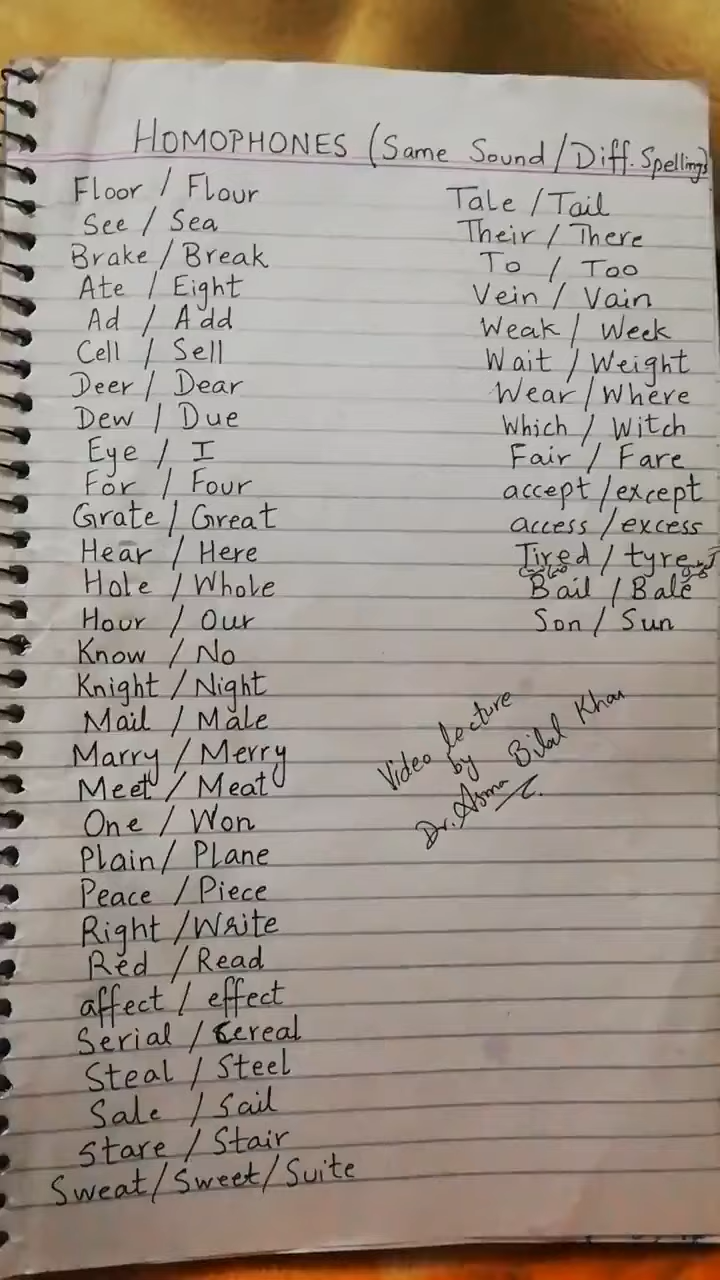 HOMOPHONES (Same Sound/Diff. Spellings)
Floor / Flour
See / Sea
Brake / Break
Ate / Eight
Ad / Add
Cell / Sell
Deer / Dear
Dew / Due
Eye / I
For / Four
Grate / Great
Hear / Here
Hole / Whole
Hour / Our
Know / No
Knight / Night
Mail / Male
Marry / Merry
Meet / Meat
One / Won
Plain / Plane
Peace / Piece
Right / Write
Red / Read
affect / effect
Serial / Cereal
Steal / Steel
Sale / Sail
Stare / Stair
Sweat/Sweet/Suite
Tale / Tail
Their / There
To / Too
Vein / Vain
Weak / Week
Wait / Weight
Wear / Where
Which / Witch
Fair / Fare
accept / except
access / excess
Tired / tyre
Bail / Bale
Son / Sun
Video lecture
by
Dr. Asma Bilal Khan